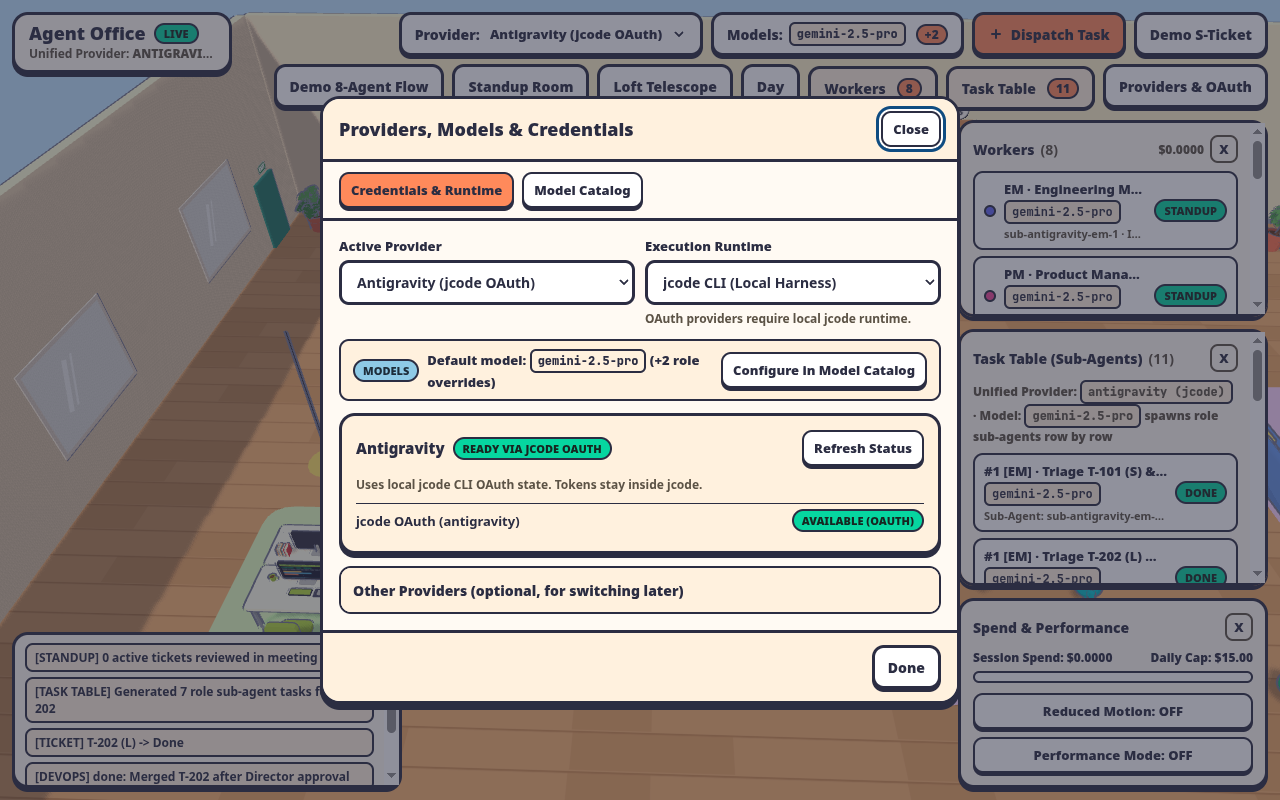 Agent Office LIVE
Unified Provider: ANTIGRAVI...
Provider: Antigravity (jcode OAuth)
Models: gemini-2.5-pro +2
+ Dispatch Task
Demo S-Ticket
Demo 8-Agent Flow
Standup Room
Loft Telescope
Day
Workers 8
Task Table 11
Providers & OAuth
Providers, Models & Credentials
Close
Credentials & Runtime
Model Catalog
Active Provider
Antigravity (jcode OAuth)
Execution Runtime
jcode CLI (Local Harness)
OAuth providers require local jcode runtime.
MODELS
Default model: gemini-2.5-pro (+2 role
overrides)
Configure in Model Catalog
Antigravity READY VIA JCODE OAUTH
Refresh Status
Uses local jcode CLI OAuth state. Tokens stay inside jcode.
jcode OAuth (antigravity)
AVAILABLE (OAUTH)
Other Providers (optional, for switching later)
Done
Workers (8)
$0.0000
X
EM · Engineering M...
gemini-2.5-pro
STANDUP
sub-antigravity-em-1 · I...
PM · Product Mana...
gemini-2.5-pro
STANDUP
Task Table (Sub-Agents) (11)
X
Unified Provider: antigravity (jcode)
· Model: gemini-2.5-pro spawns role
sub-agents row by row
#1 [EM] · Triage T-101 (S) &...
gemini-2.5-pro
DONE
Sub-Agent: sub-antigravity-em-...
#1 [EM] · Triage T-202 (L) ...
gemini-2.5-pro
DONE
Spend & Performance
X
Session Spend: $0.0000
Daily Cap: $15.00
Reduced Motion: OFF
Performance Mode: OFF
[STANDUP] 0 active tickets reviewed in meeting
[TASK TABLE] Generated 7 role sub-agent tasks f
202
[TICKET] T-202 (L) -> Done
[DEVOPS] done: Merged T-202 after Director approval